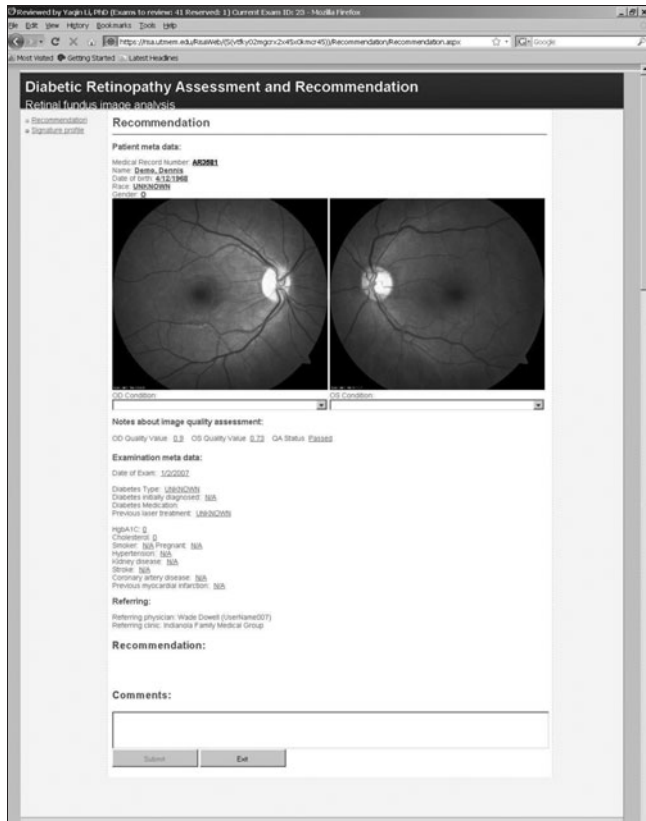 Reviewed by Yaqin Li, PhD (Exams to review: 41 Reserved: 1) Current Exam ID: 20 - Mozilla Firefox
File Edit View History Bookmarks Tools Help
Google
Most Visited Getting Started Latest Headlines
Diabetic Retinopathy Assessment and Recommendation
Retinal fundus image analysis
Recommendation
Signature profile
Recommendation
Patient meta data:
Medical Record Number: AR3581
Name: Demo, Dennis
Date of birth: 4/12/1968
Race: UNKNOWN
Gender: 0
OD Condition: OS Condition:
Notes about image quality assessment:
OD Quality Value: 0.9 OS Quality Value: 0.73 QA Status: Passed
Examination meta data:
Date of Exam: 1/2/2007
Diabetes Type: UNKNOWN
Diabetes initially diagnosed: N/A
Diabetes Medication:
Previous laser treatment: UNKNOWN
HgbA1C: 0
Cholesterol: 0
Smoker: N/A Pregnant: N/A
Hypertension: N/A
Kidney disease: N/A
Stroke: N/A
Coronary artery disease: N/A
Previous myocardial infarction: N/A
Referring:
Referring physician: Wade Dowell (UserName007)
Referring clinic: Indianola Family Medical Group
Recommendation:
Comments:
Submit Exit